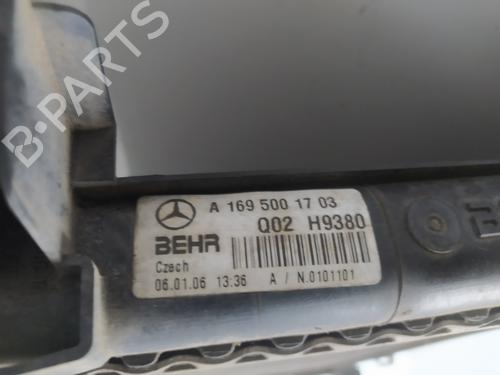 B-PARTS
A 169 500 17 03
BEHR Q02 H9380
Czech
06.01.06 13:36 A / N.0101101